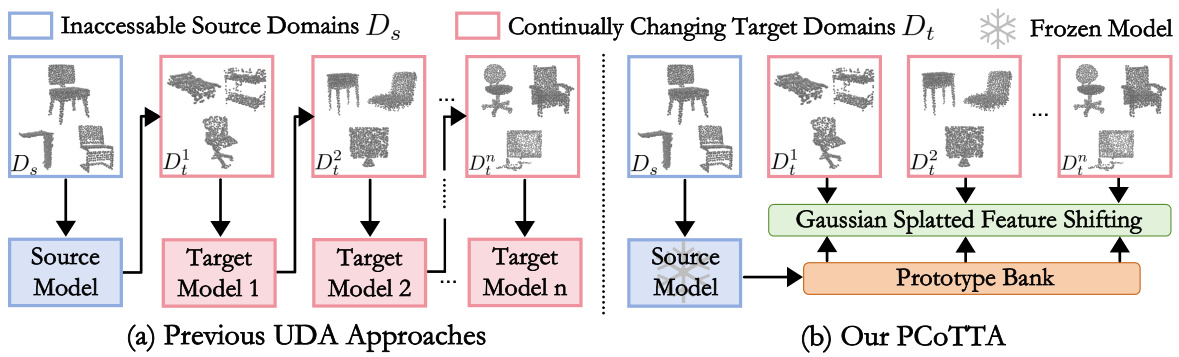 Inaccessable Source Domains $D_s$
Continually Changing Target Domains $D_t$
Frozen Model
$D_s$
$D_t^1$
$D_t^2$
...
$D_t^n$
Source
Model
Target
Model 1
Target
Model 2
...
Target
Model n
(a) Previous UDA Approaches
$D_s$
$D_t^1$
$D_t^2$
...
$D_t^n$
Gaussian Splatted Feature Shifting
Source
Model
Prototype Bank
(b) Our PCoTTA